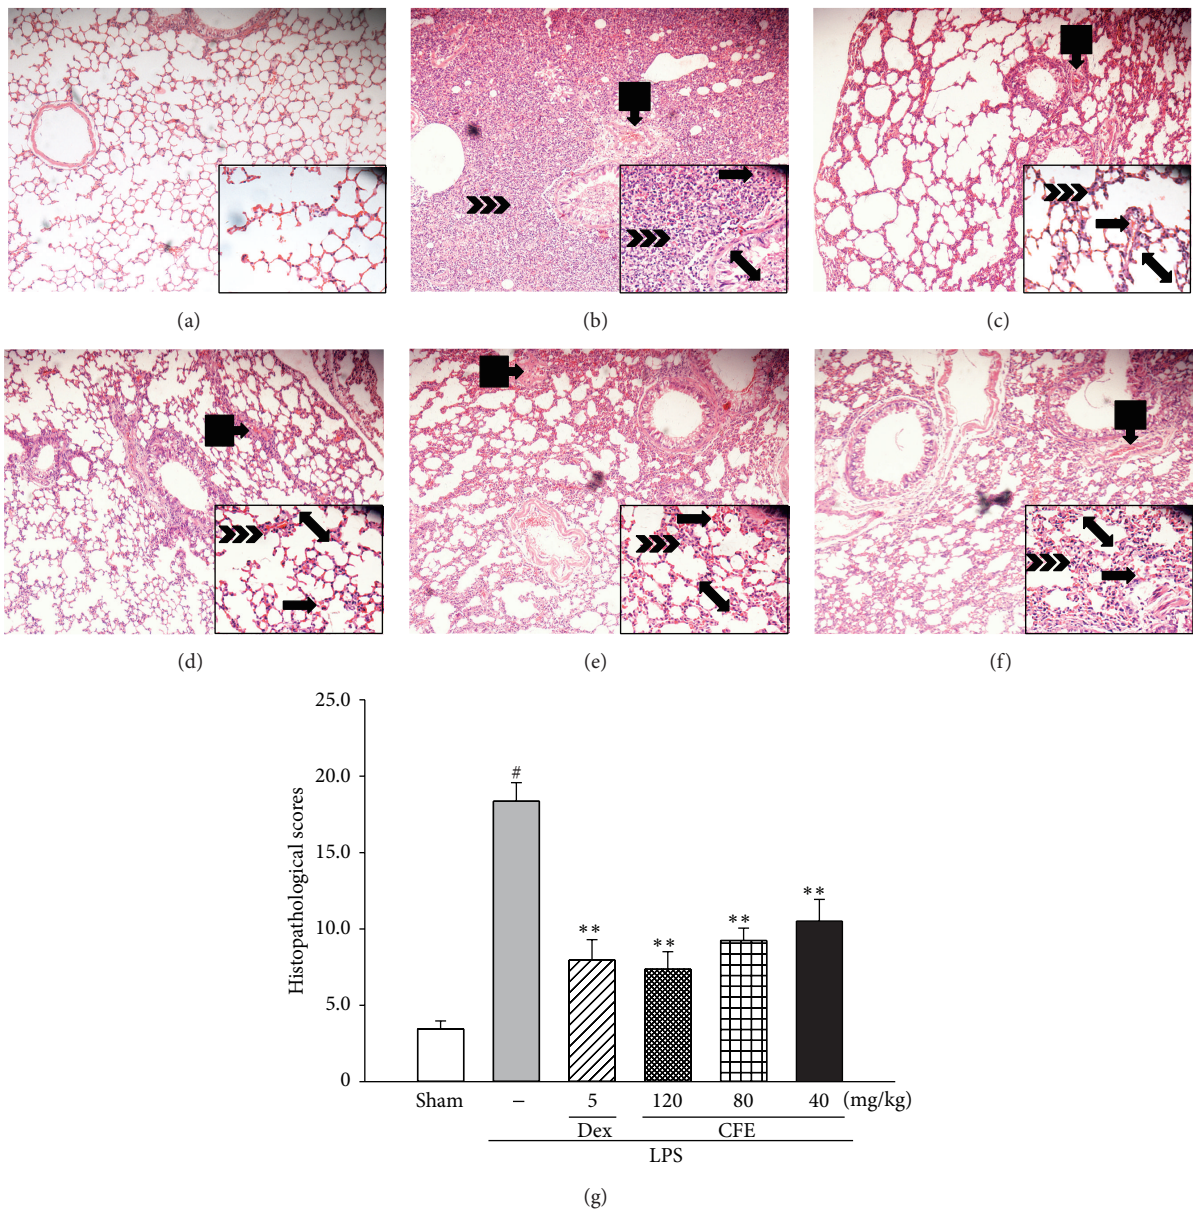 (a)
(b)
(c)
(d)
(e)
(f)
25.0
20.0
15.0
10.0
5.0
0
Histopathological scores
#
**
**
**
**
Sham
−
5
120
80
40
(mg/kg)
Dex
CFE
LPS
(g)